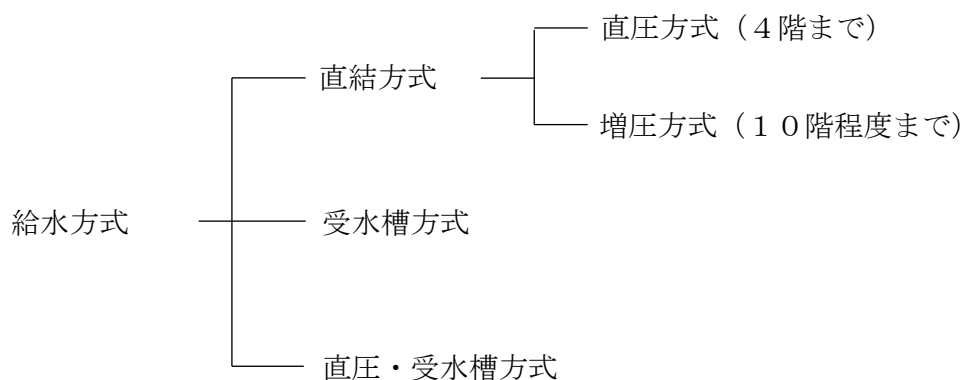 直圧方式（４階まで）
直結方式
増圧方式（１０階程度まで）
給水方式
受水槽方式
直圧・受水槽方式